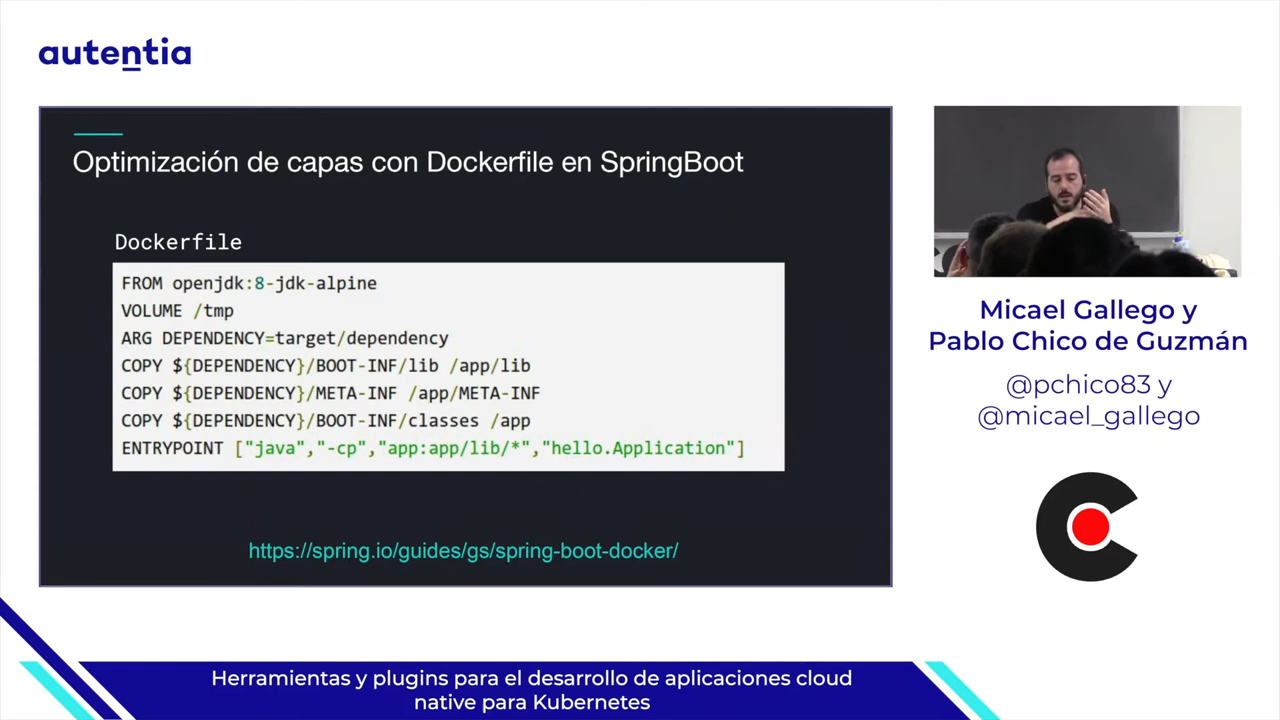 autentia
Optimización de capas con Dockerfile en SpringBoot
Dockerfile
FROM openjdk:8-jdk-alpine
VOLUME /tmp
ARG DEPENDENCY=target/dependency
COPY ${DEPENDENCY}/BOOT-INF/lib /app/lib
COPY ${DEPENDENCY}/META-INF /app/META-INF
COPY ${DEPENDENCY}/BOOT-INF/classes /app
ENTRYPOINT ["java","-cp","app:app/lib/*","hello.Application"]
https://spring.io/guides/gs/spring-boot-docker/
Micael Gallego y
Pablo Chico de Guzmán
@pchico83 y
@micael_gallego
Herramientas y plugins para el desarrollo de aplicaciones cloud
native para Kubernetes